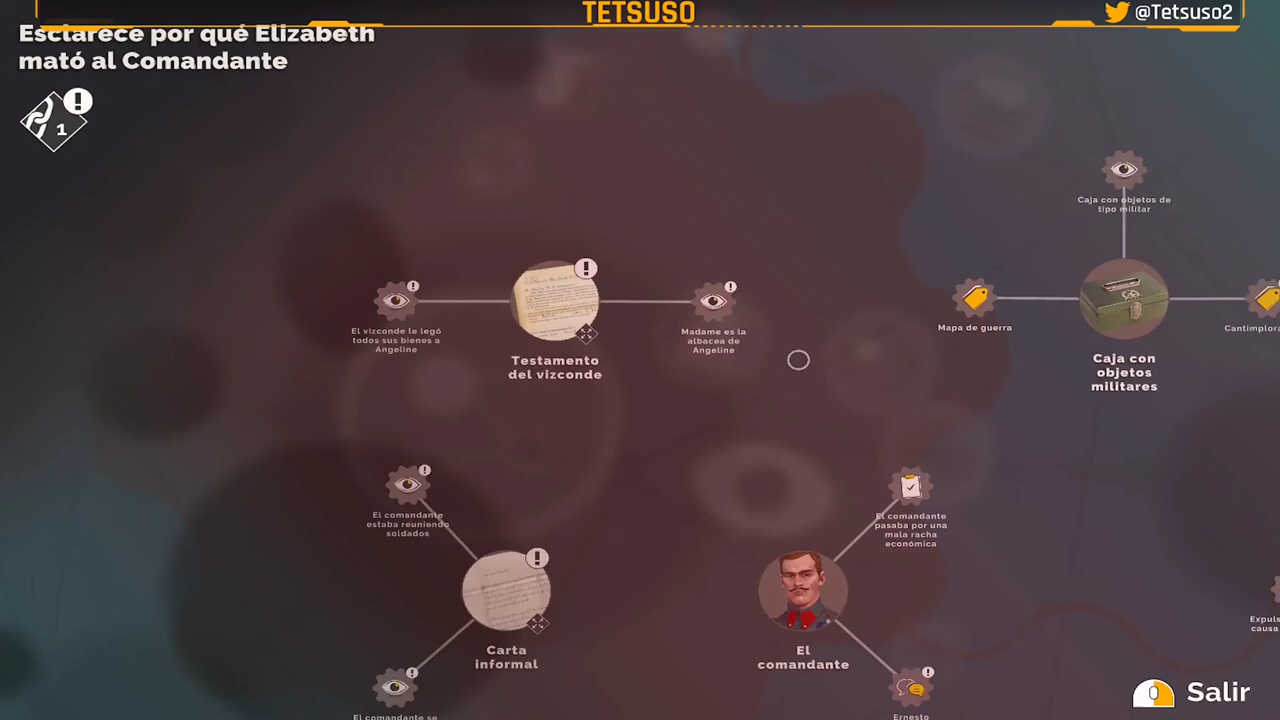 TETSUSO
@Tetsuso2
Esclarece por qué Elizabeth
mató al Comandante
1
Caja con objetos de
tipo militar
El vizconde le legó
todos sus bienes a
Angeline
Testamento
del vizconde
Madame es la
albacea de
Angeline
Mapa de guerra
Caja con
objetos
militares
Cantimplora
El comandante
estaba reuniendo
soldados
Carta
informal
El comandante
pasaba por una
mala racha
económica
El
comandante
Expuls
causa
El comandante se
Ernesto
Salir